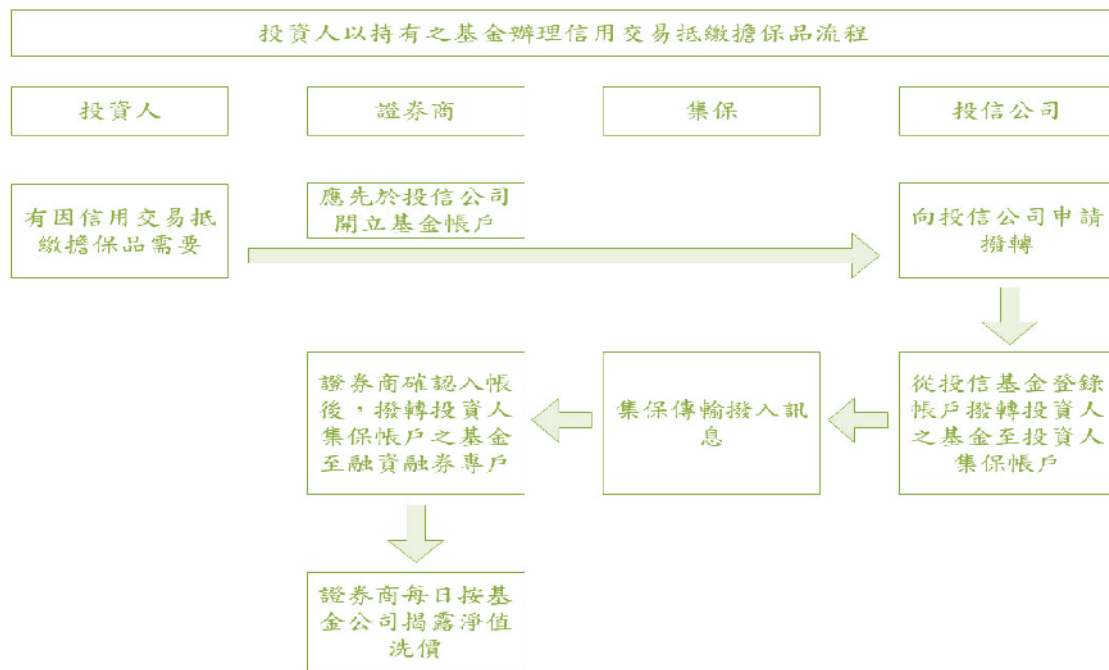 投資人以持有之基金辦理信用交易抵繳擔保品流程
投資人
證券商
集保
投信公司
有因信用交易抵
繳擔保品需要
應先於投信公司
開立基金帳戶
向投信公司申請
撥轉
證券商確認入帳
後，撥轉投資人
集保帳戶之基金
至融資融券專戶
集保傳輸撥入訊
息
從投信基金登錄
帳戶撥轉投資人
之基金至投資人
集保帳戶
證券商每日按基
金公司揭露淨值
洗價